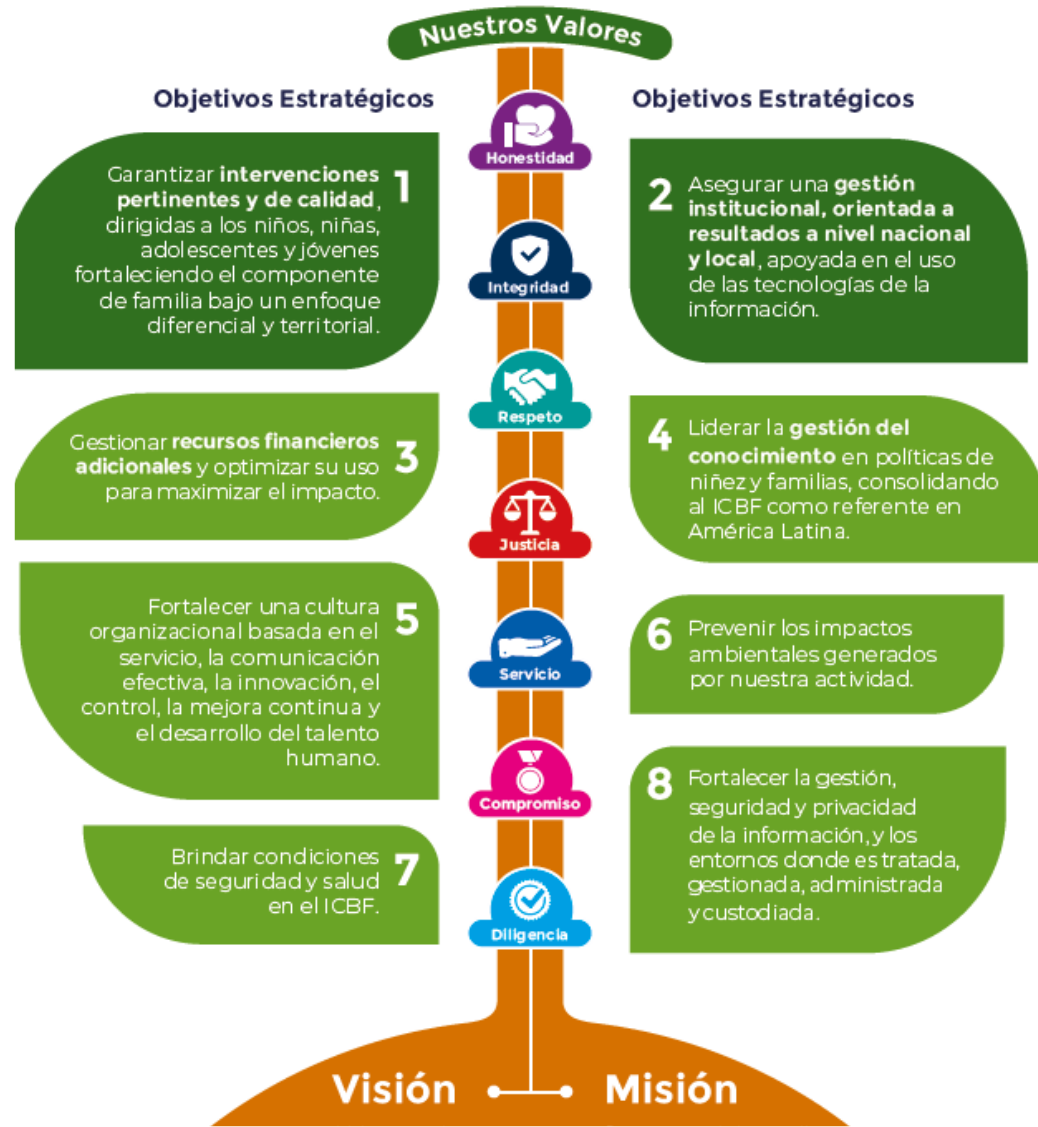 Nuestros Valores
Objetivos Estratégicos
Objetivos Estratégicos
Honestidad
Integridad
Respeto
Justicia
Servicio
Compromiso
Diligencia
1
Garantizar intervenciones
pertinentes y de calidad,
dirigidas a los niños, niñas,
adolescentes y jóvenes
fortaleciendo el componente
de familia bajo un enfoque
diferencial y territorial.
2
Asegurar una gestión
institucional, orientada a
resultados a nivel nacional
y local, apoyada en el uso
de las tecnologías de la
información.
3
Gestionar recursos financieros
adicionales y optimizar su uso
para maximizar el impacto.
4
Liderar la gestión del
conocimiento en políticas de
niñez y familias, consolidando
al ICBF como referente en
América Latina.
5
Fortalecer una cultura
organizacional basada en el
servicio, la comunicación
efectiva, la innovación, el
control, la mejora continua y
el desarrollo del talento
humano.
6
Prevenir los impactos
ambientales generados
por nuestra actividad.
7
Brindar condiciones
de seguridad y salud
en el ICBF.
8
Fortalecer la gestión,
seguridad y privacidad
de la información, y los
entornos donde es tratada,
gestionada, administrada
y custodiada.
Visión
Misión